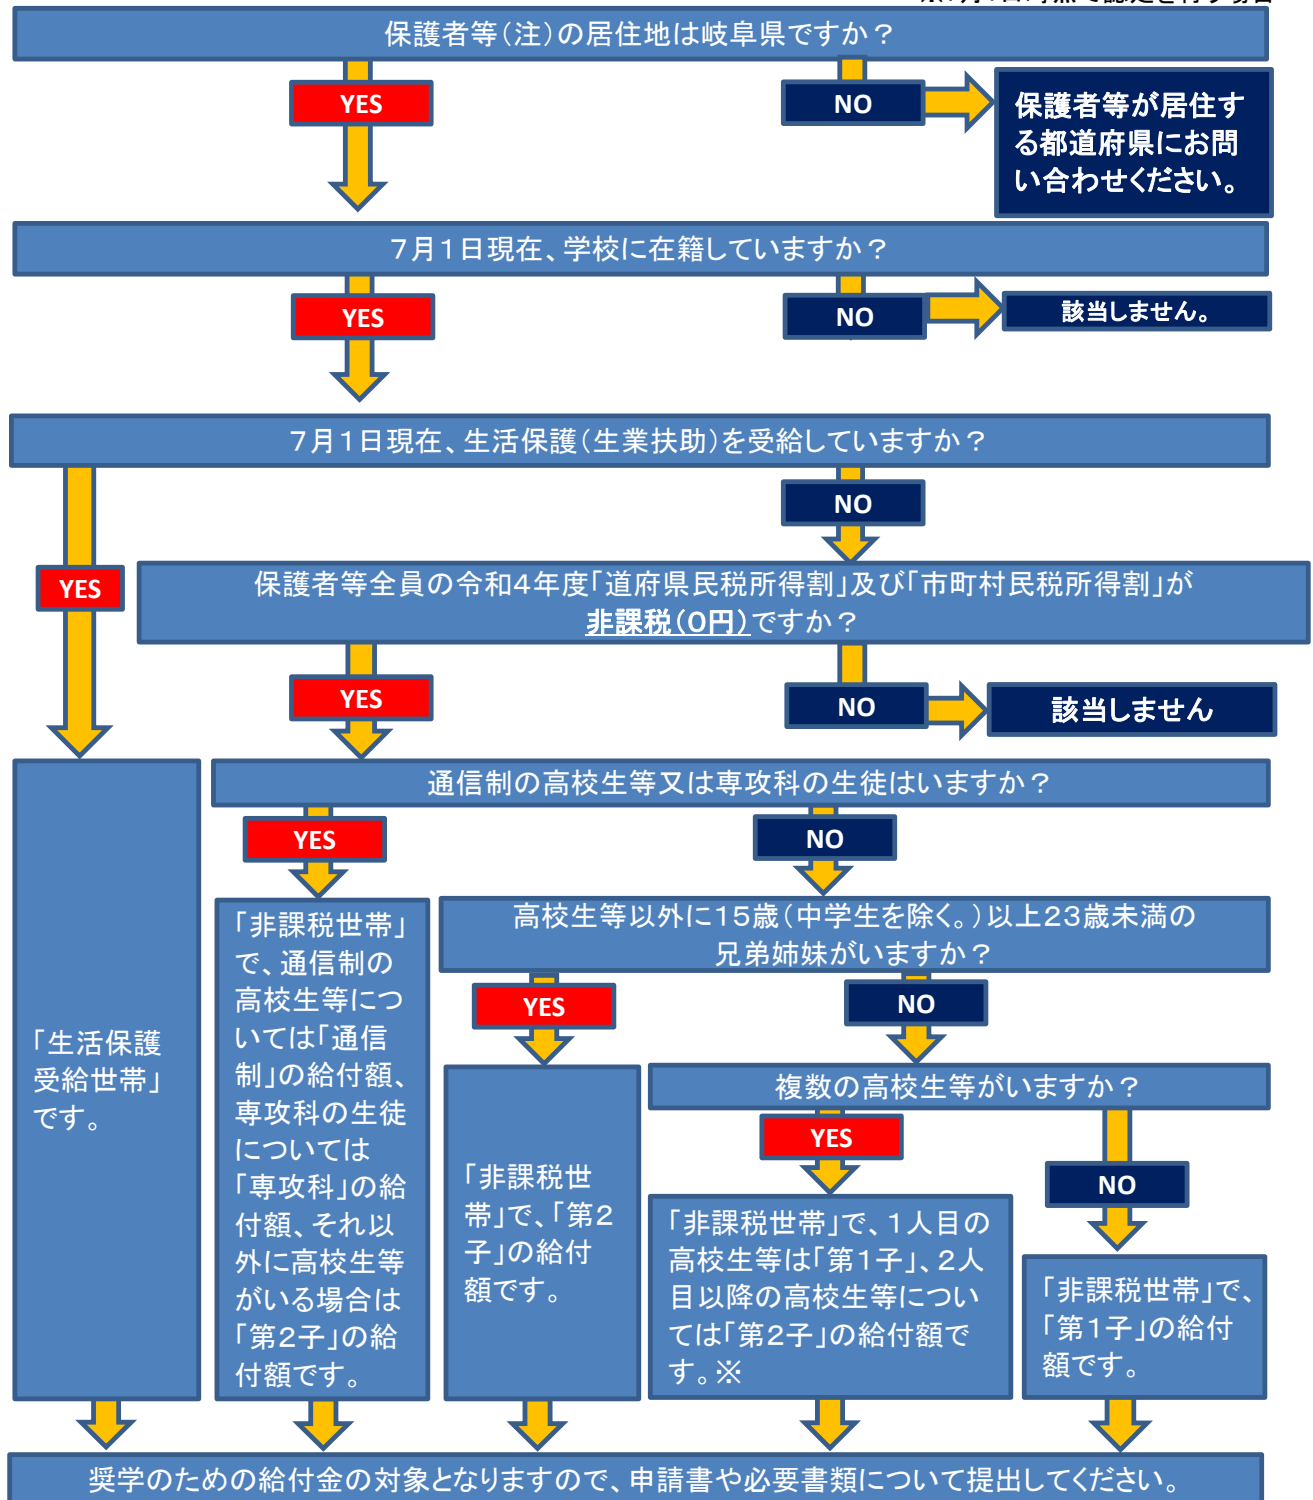 保護者等(注)の居住地は岐阜県ですか？
YES
NO
保護者等が居住す
る都道府県にお問
い合わせください。
７月１日現在、学校に在籍していますか？
YES
NO
該当しません。
７月１日現在、生活保護(生業扶助)を受給していますか？
NO
YES
保護者等全員の令和４年度「道府県民税所得割」及び「市町村民税所得割」が
非課税(０円)ですか？
YES
NO
該当しません
通信制の高校生等又は専攻科の生徒はいますか？
YES
NO
高校生等以外に１５歳(中学生を除く。)以上２３歳未満の
兄弟姉妹がいますか？
YES
NO
複数の高校生等がいますか？
YES
NO
「生活保護
受給世帯」
です。
「非課税世帯」
で、通信制の
高校生等につ
いては「通信
制」の給付額、
専攻科の生徒
については
「専攻科」の給
付額、それ以
外に高校生等
がいる場合は
「第２子」の給
付額です。
「非課税世
帯」で、「第２
子」の給付
額です。
「非課税世帯」で、１人目の
高校生等は「第１子」、２人
目以降の高校生等につい
ては「第２子」の給付額で
す。※
「非課税世帯」で、
「第１子」の給付
額です。
奨学のための給付金の対象となりますので、申請書や必要書類について提出してください。